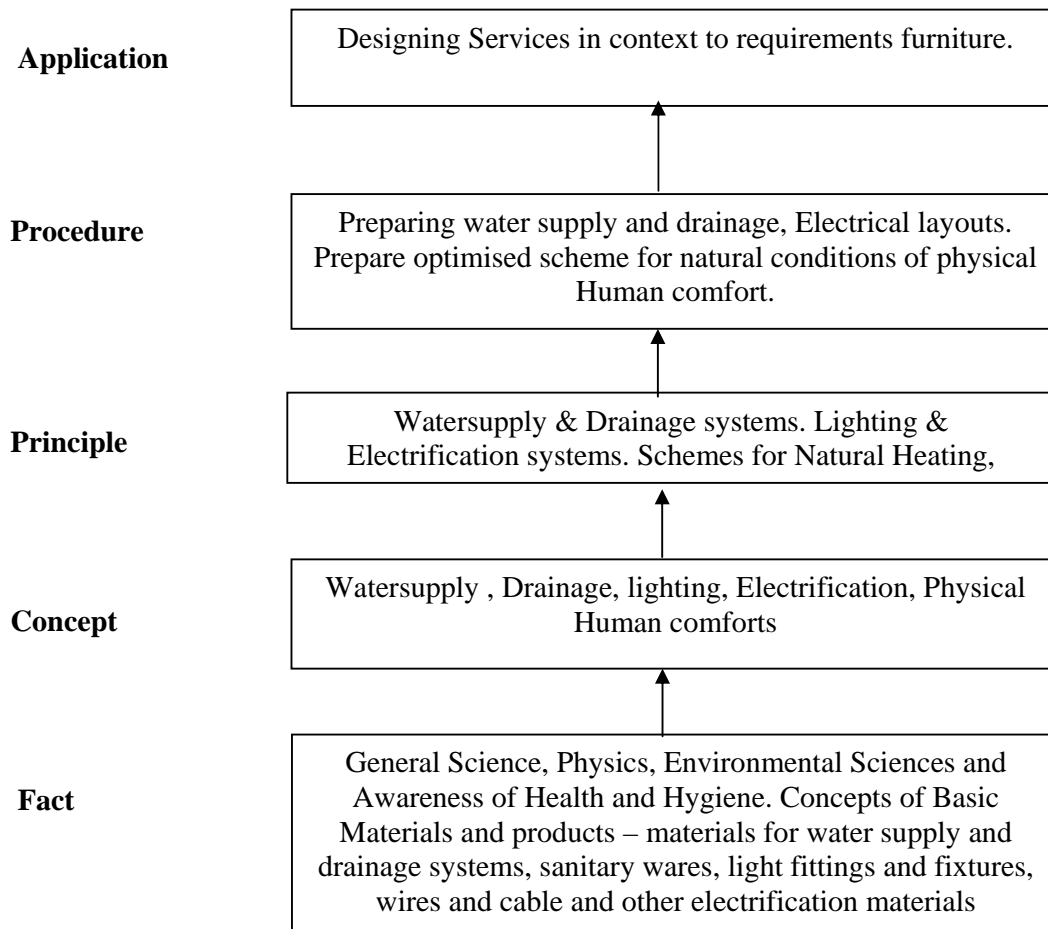 Application
Designing Services in context to requirements furniture.
Procedure
Preparing water supply and drainage, Electrical layouts.
Prepare optimised scheme for natural conditions of physical
Human comfort.
Principle
Watersupply & Drainage systems. Lighting &
Electrification systems. Schemes for Natural Heating,
Concept
Watersupply , Drainage, lighting, Electrification, Physical
Human comforts
Fact
General Science, Physics, Environmental Sciences and
Awareness of Health and Hygiene. Concepts of Basic
Materials and products – materials for water supply and
drainage systems, sanitary wares, light fittings and fixtures,
wires and cable and other electrification materials